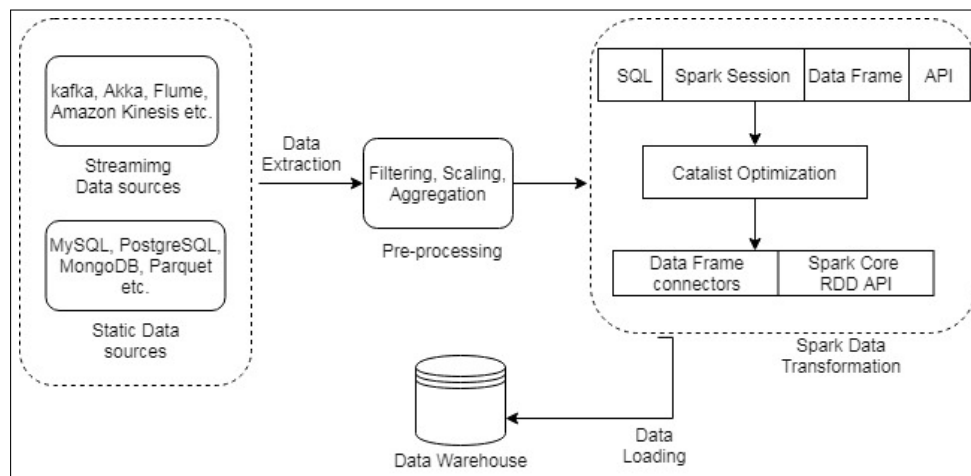 kafka, Akka, Flume,
Amazon Kinesis etc.
Streamimg
Data sources
MySQL, PostgreSQL,
MongoDB, Parquet
etc.
Static Data
sources
Data
Extraction
Filtering, Scaling,
Aggregation
Pre-processing
SQL
Spark Session
Data Frame
API
Catalist Optimization
Data Frame
connectors
Spark Core
RDD API
Spark Data
Transformation
Data
Loading
Data Warehouse